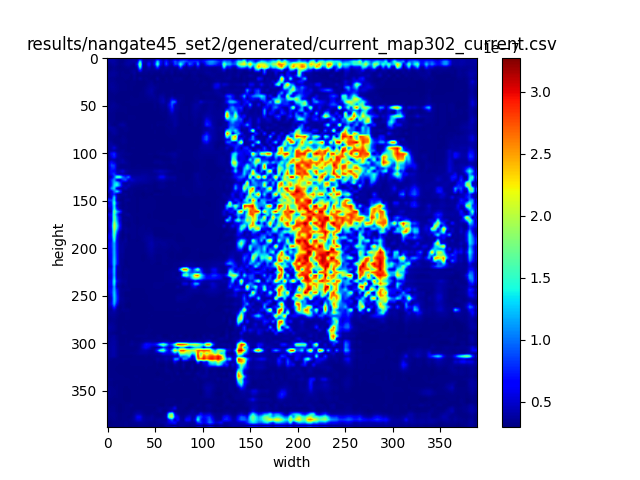 results/nangate45_set2/generated/current_map302_current.csv
1e−7
0
50
100
150
200
250
300
350
height
0 50 100 150 200 250 300 350
width
3.0
2.5
2.0
1.5
1.0
0.5